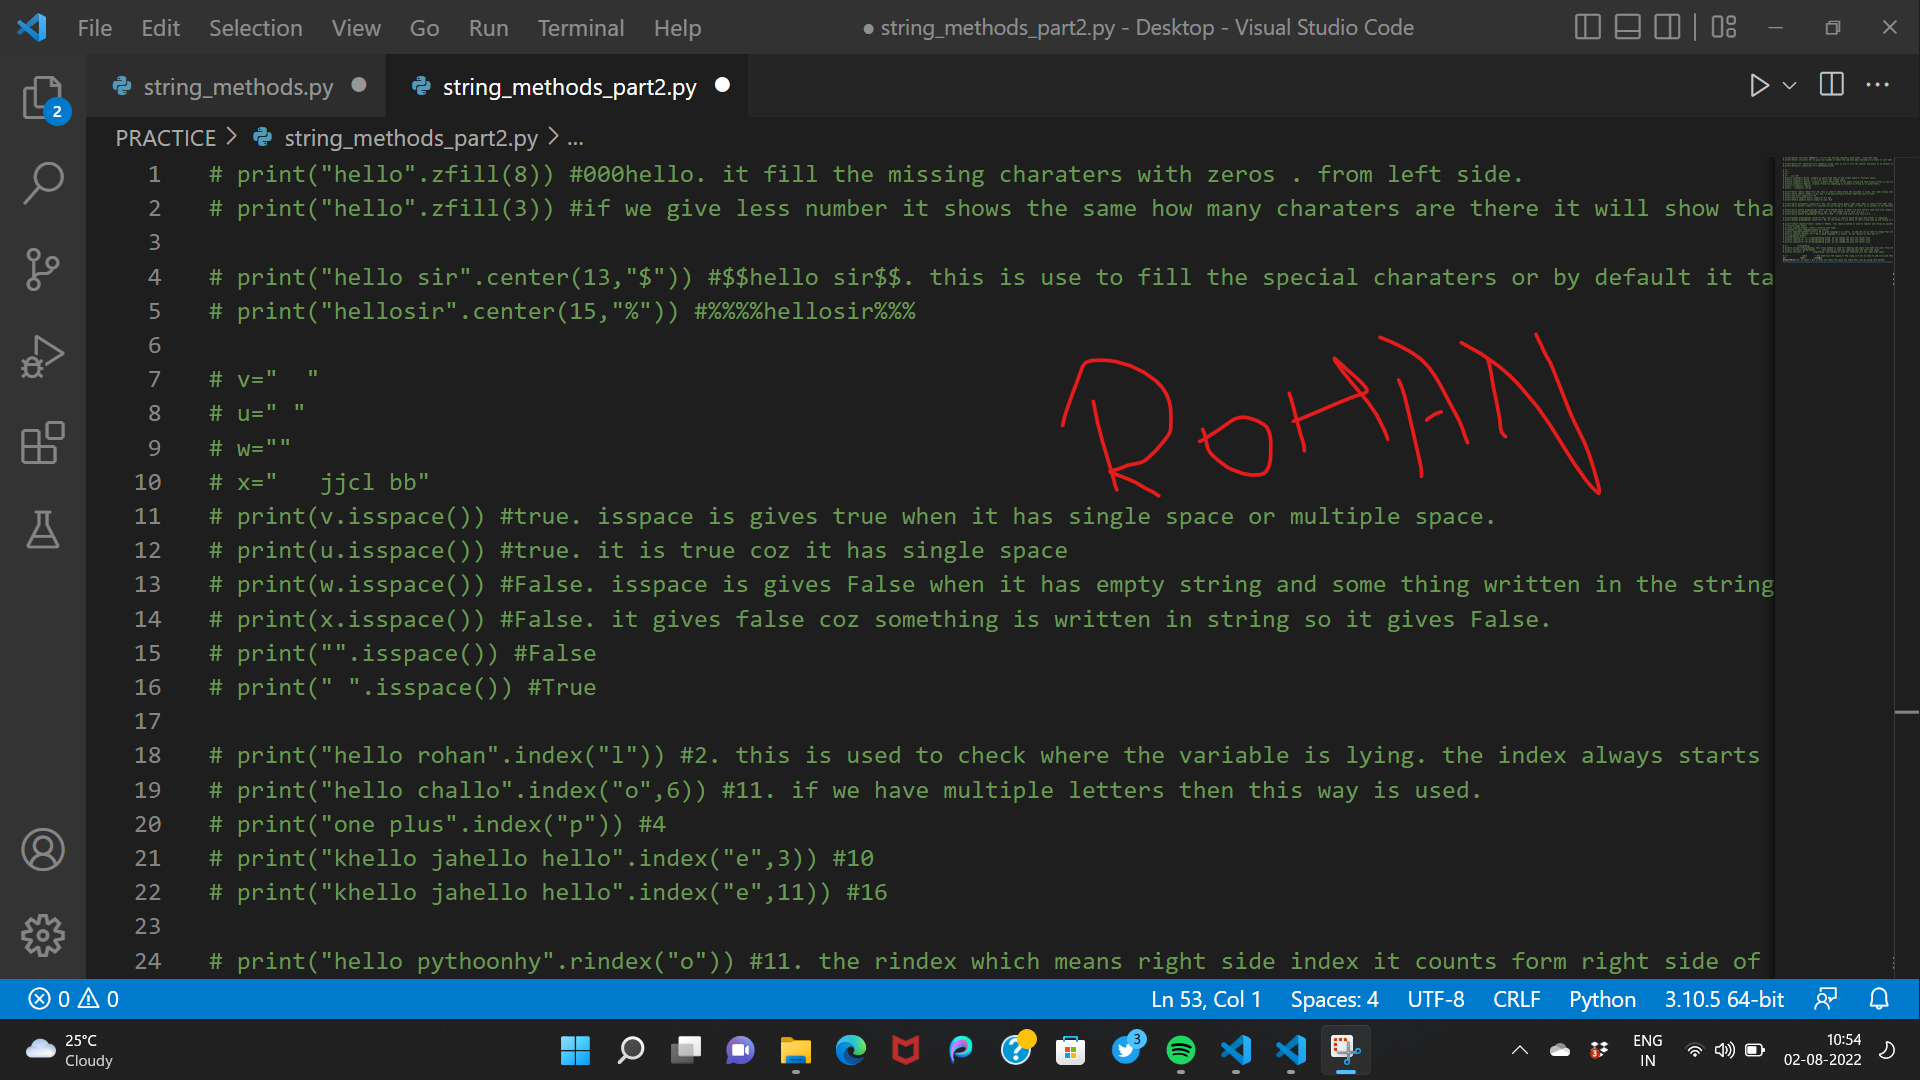 File Edit Selection View Go Run Terminal Help ● string_methods_part2.py - Desktop - Visual Studio Code
string_methods.py ● string_methods_part2.py ●
2
PRACTICE > string_methods_part2.py > ...
1 # print("hello".zfill(8)) #000hello. it fill the missing charaters with zeros . from left side.
2 # print("hello".zfill(3)) #if we give less number it shows the same how many charaters are there it will show tha
3
4 # print("hello sir".center(13,"$")) #$$hello sir$$. this is use to fill the special charaters or by default it ta
5 # print("hellosir".center(15,"%")) #%%%%hellosir%%%
6
ROHAN
7 # v="  "
8 # u=" "
9 # w=""
10 # x="   jjcl bb"
11 # print(v.isspace()) #true. isspace is gives true when it has single space or multiple space.
12 # print(u.isspace()) #true. it is true coz it has single space
13 # print(w.isspace()) #False. isspace is gives False when it has empty string and some thing written in the string
14 # print(x.isspace()) #False. it gives false coz something is written in string so it gives False.
15 # print("".isspace()) #False
16 # print(" ".isspace()) #True
17
18 # print("hello rohan".index("l")) #2. this is used to check where the variable is lying. the index always starts
19 # print("hello challo".index("o",6)) #11. if we have multiple letters then this way is used.
20 # print("one plus".index("p")) #4
21 # print("khello jahello hello".index("e",3)) #10
22 # print("khello jahello hello".index("e",11)) #16
23
24 # print("hello pythoonhy".rindex("o")) #11. the rindex which means right side index it counts form right side of
0 0 Ln 53, Col 1 Spaces: 4 UTF-8 CRLF Python 3.10.5 64-bit
25°C
Cloudy
3
3
ENG
IN
10:54
02-08-2022